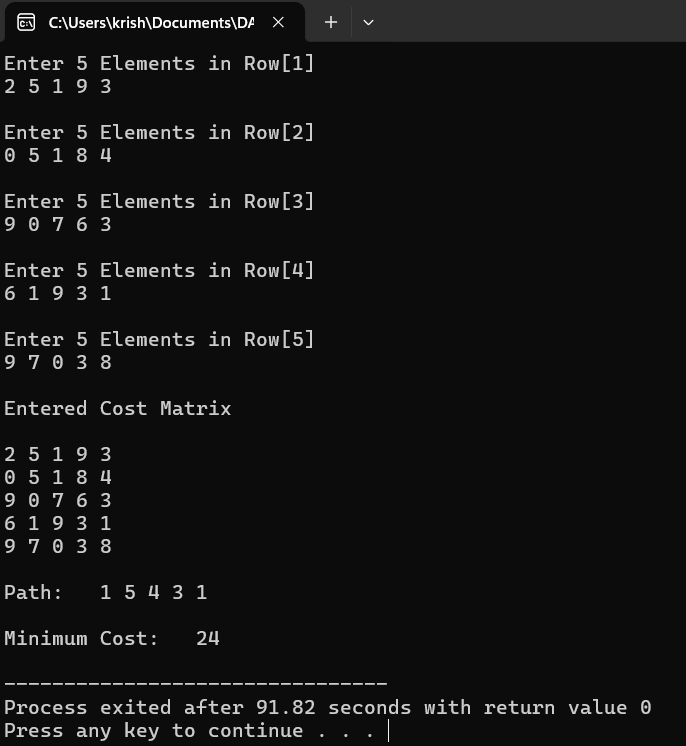 C:\Users\krish\Documents\DA
Enter 5 Elements in Row[1]
2 5 1 9 3
Enter 5 Elements in Row[2]
0 5 1 8 4
Enter 5 Elements in Row[3]
9 0 7 6 3
Enter 5 Elements in Row[4]
6 1 9 3 1
Enter 5 Elements in Row[5]
9 7 0 3 8
Entered Cost Matrix
2 5 1 9 3
0 5 1 8 4
9 0 7 6 3
6 1 9 3 1
9 7 0 3 8
Path:   1 5 4 3 1
Minimum Cost:   24
--------------------------------
Process exited after 91.82 seconds with return value 0
Press any key to continue . . .